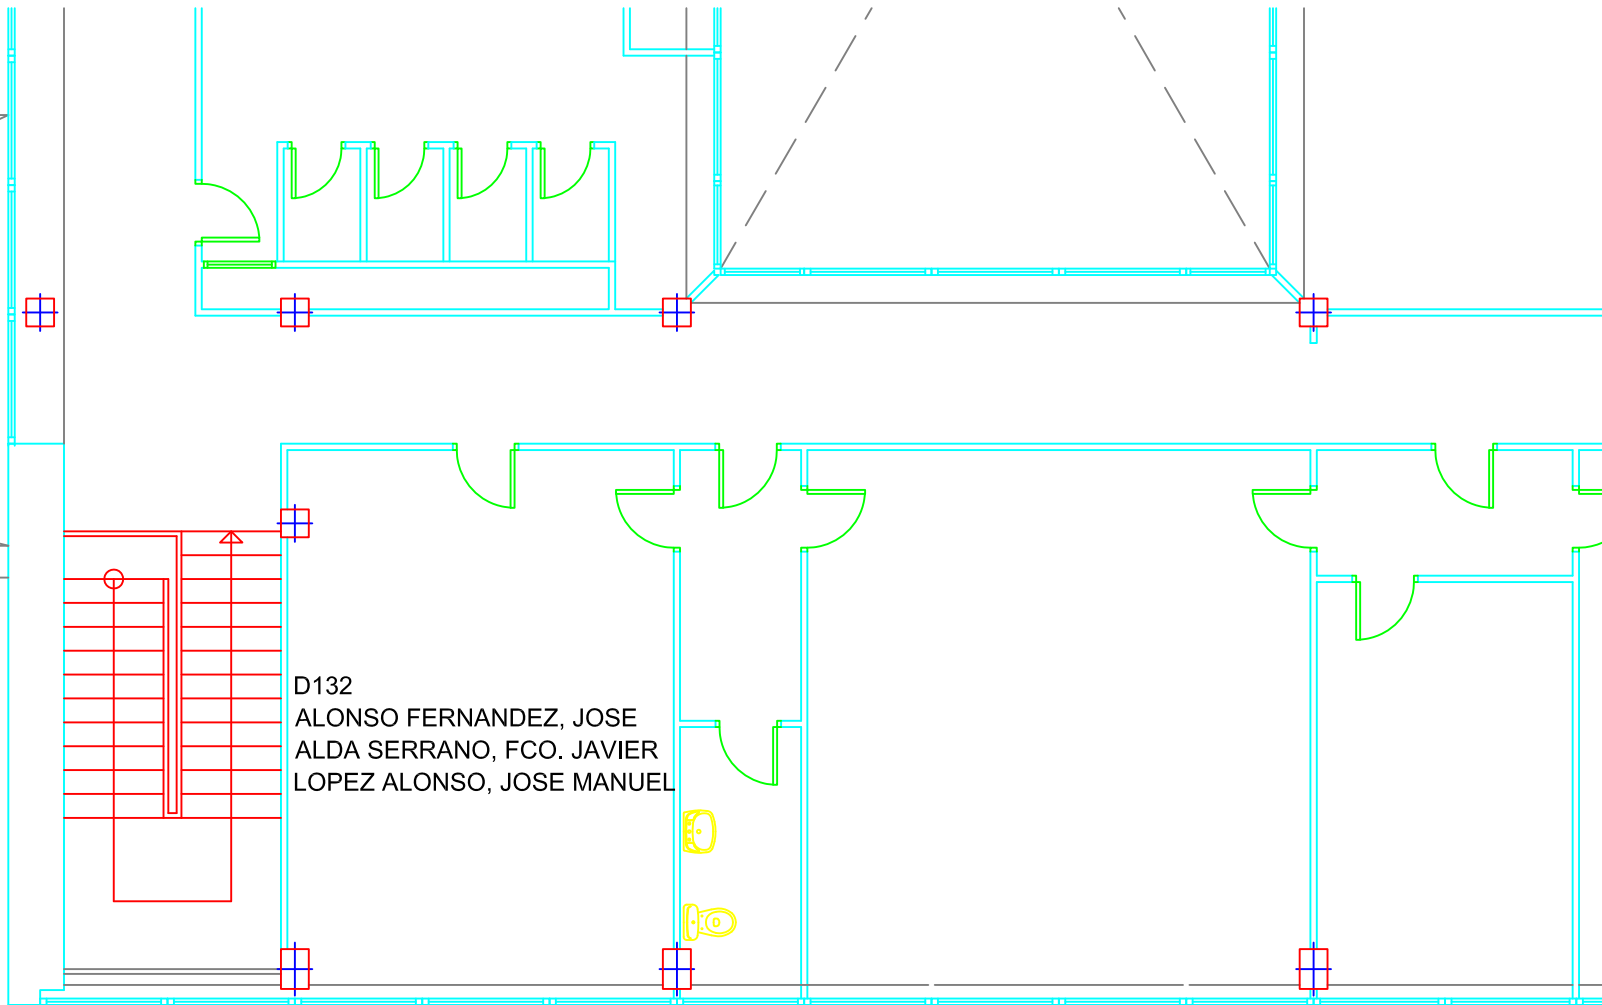 D132
ALONSO FERNANDEZ, JOSE
ALDA SERRANO, FCO. JAVIER
LOPEZ ALONSO, JOSE MANUEL